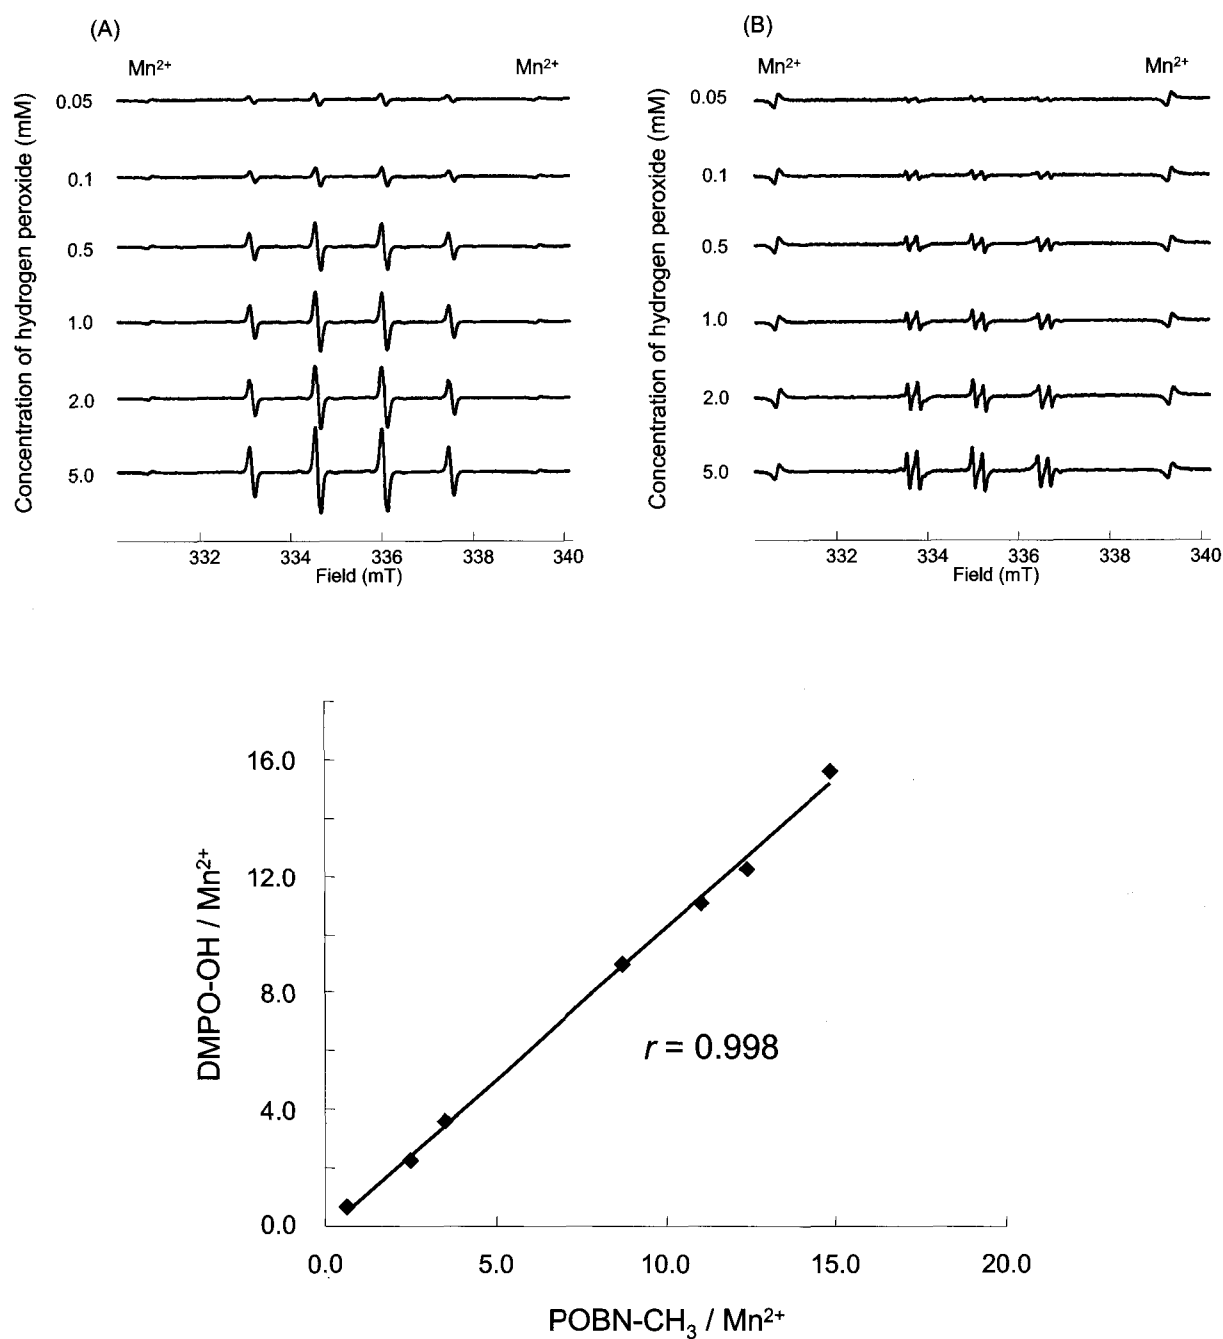 (A)
Mn²⁺ Mn²⁺
Concentration of hydrogen peroxide (mM)
0.05
0.1
0.5
1.0
2.0
5.0
332 334 336 338 340
Field (mT)
(B)
Mn²⁺ Mn²⁺
Concentration of hydrogen peroxide (mM)
0.05
0.1
0.5
1.0
2.0
5.0
332 334 336 338 340
Field (mT)
DMPO-OH / Mn²⁺
16.0
12.0
8.0
4.0
0.0
r = 0.998
0.0 5.0 10.0 15.0 20.0
POBN-CH₃ / Mn²⁺